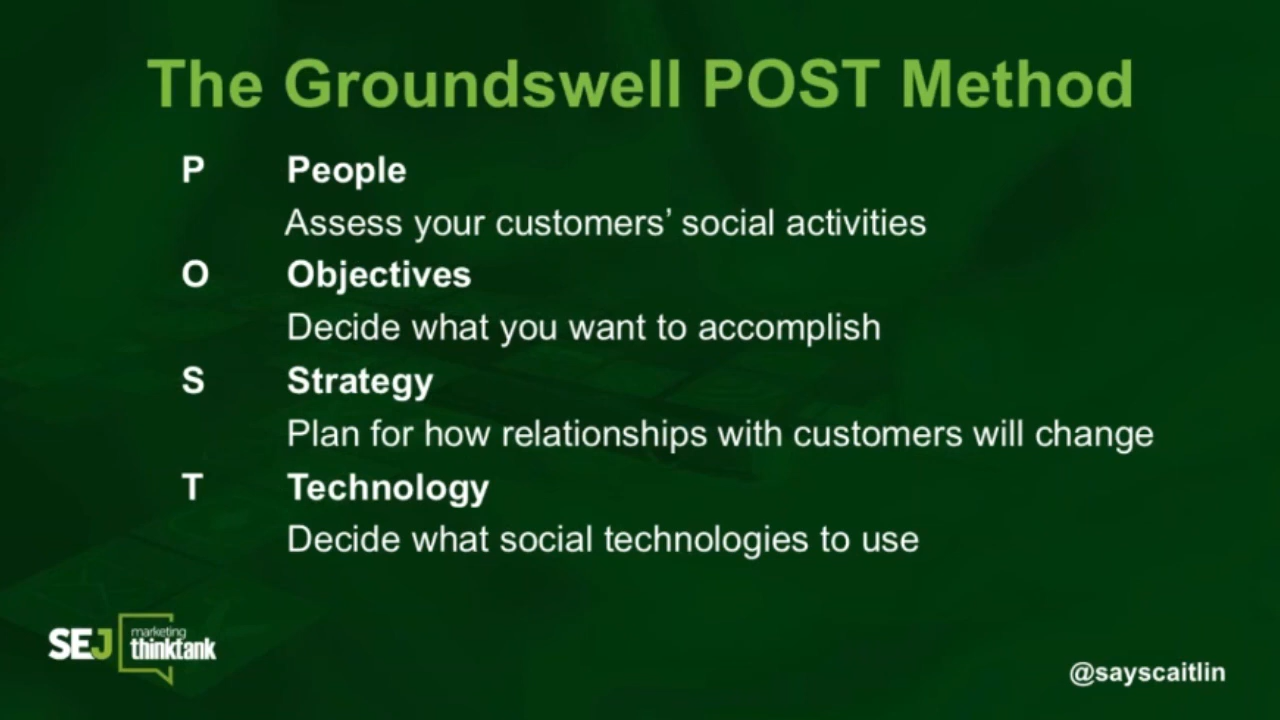 The Groundswell POST Method
P People
Assess your customers’ social activities
O Objectives
Decide what you want to accomplish
S Strategy
Plan for how relationships with customers will change
T Technology
Decide what social technologies to use
SEJ marketing
thinktank
@sayscaitlin